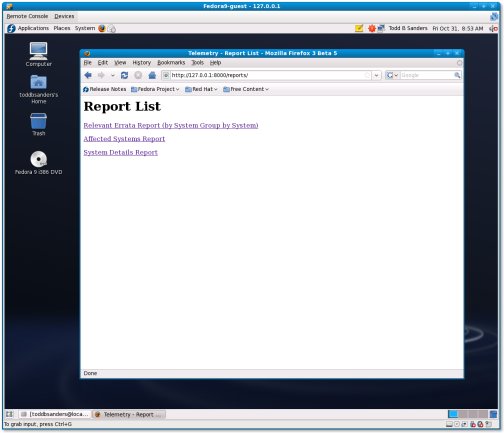 Fedora9-guest - 127.0.0.1
Remote Console Devices
Applications Places System Todd B Sanders Fri Oct 31, 8:53 AM
Computer
toddbsanders's
Home
Trash
Fedora 9 i386 DVD
Telemetry - Report List - Mozilla Firefox 3 Beta 5
File Edit View History Bookmarks Tools Help
http://127.0.0.1:8000/reports/ Google
Release Notes Fedora Project Red Hat Free Content
Report List
Relevant Errata Report (by System Group by System)
Affected Systems Report
System Details Report
Done
[toddbsanders@loca... Telemetry - Report ...
To grab input, press Ctrl+G